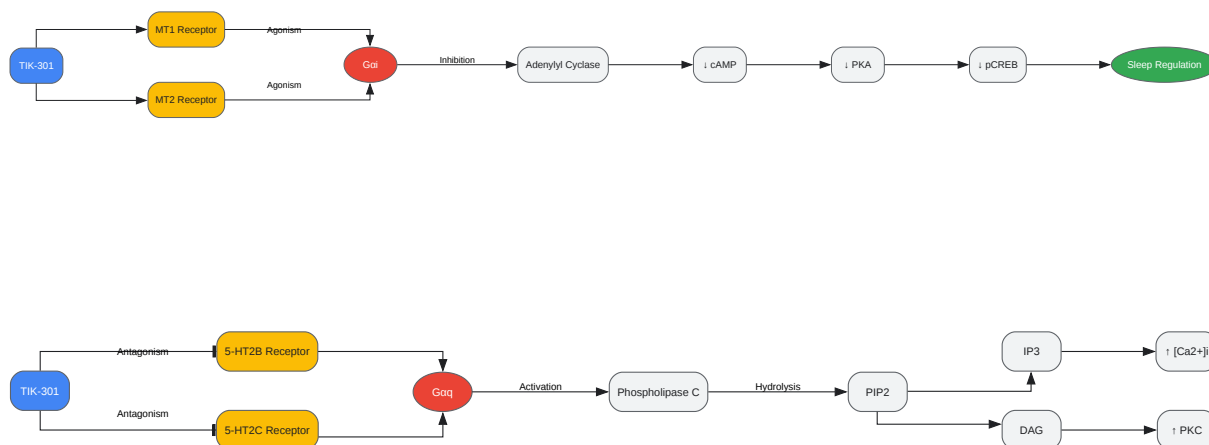 MT1 Receptor
Agonism
TIK-301
Gαi
Inhibition
Adenylyl Cyclase
↓ cAMP
↓ PKA
↓ pCREB
Sleep Regulation
MT2 Receptor
Agonism
Antagonism
5-HT2B Receptor
IP3
↑ [Ca2+]i
TIK-301
Gαq
Activation
Phospholipase C
Hydrolysis
PIP2
Antagonism
5-HT2C Receptor
DAG
↑ PKC